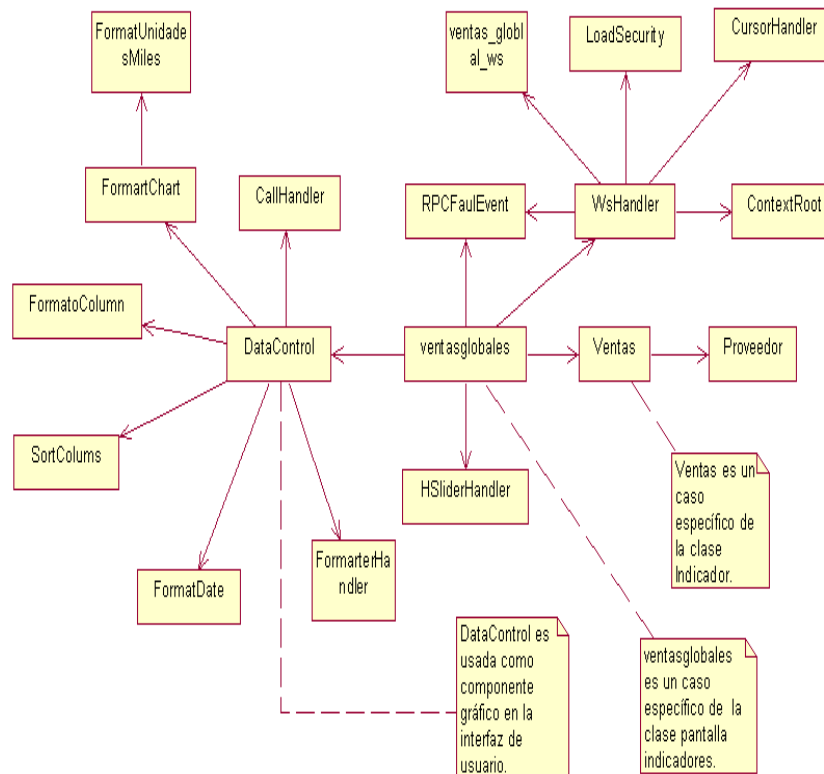 FormatUnidad
esMiles
ventas_globl
al_ws
LoadSecurity
CursorHandler
FormartChart
CallHandler
RPCFaulEvent
WsHandler
ContextRoot
FormatoColumn
DataControl
ventasglobales
Ventas
Proveedor
SortColums
HSliderHandler
Ventas es un
caso
específico de
la clase
Indicador.
FormatDate
FormarterHa
ndler
DataControl es
usada como
componente
gráfico en la
interfaz de
usuario.
ventasglobales
es un caso
específico de la
clase pantalla
indicadores.